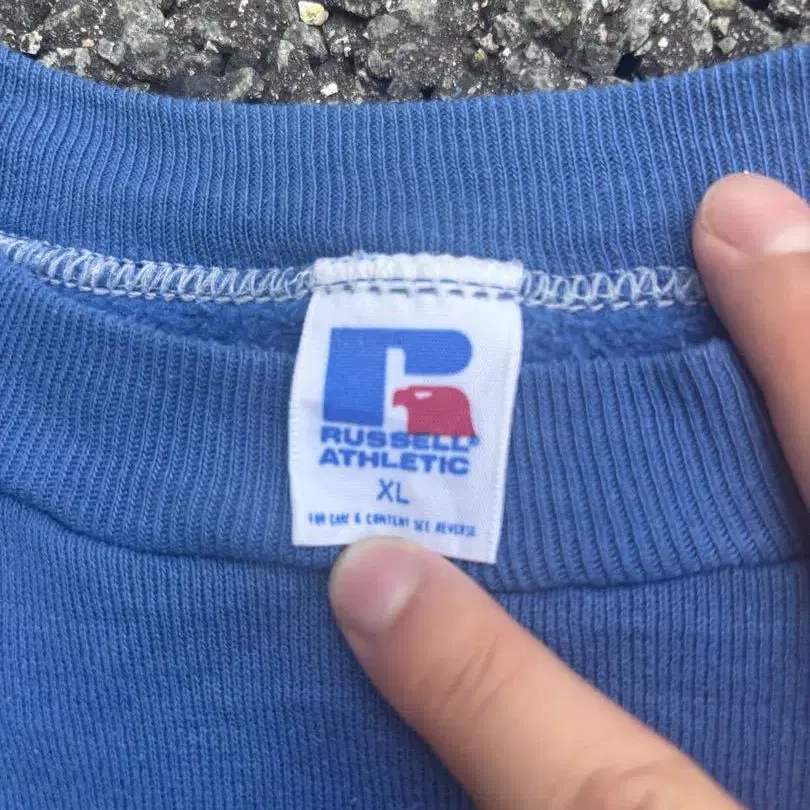 RUSSELL®
ATHLETIC
XL
FOR CARE & CONTENT SEE REVERSE